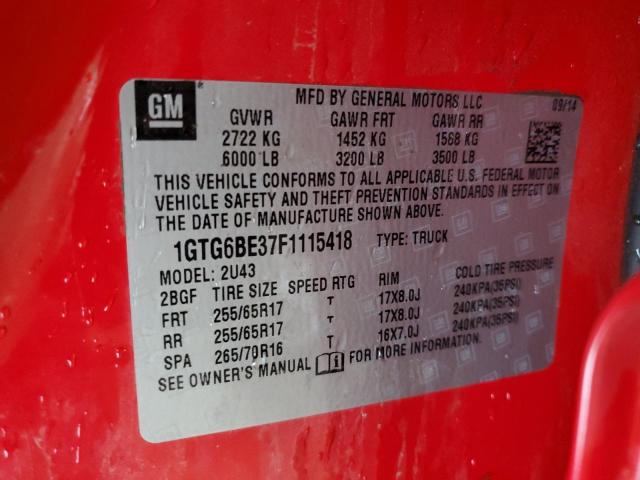 GM
MFD BY GENERAL MOTORS LLC 09/14
GVWR GAWR FRT GAWR RR
2722 KG 1452 KG 1568 KG
6000 LB 3200 LB 3500 LB
THIS VEHICLE CONFORMS TO ALL APPLICABLE U.S. FEDERAL MOTOR
VEHICLE SAFETY AND THEFT PREVENTION STANDARDS IN EFFECT ON
THE DATE OF MANUFACTURE SHOWN ABOVE.
1GTG6BE37F1115418 TYPE: TRUCK
MODEL: 2U43
2BGF TIRE SIZE SPEED RTG RIM COLD TIRE PRESSURE
FRT 255/65R17 T 17X8.0J 240KPA(35PSI)
RR 255/65R17 T 17X8.0J 240KPA(35PSI)
SPA 265/70R16 T 16X7.0J 240KPA(35PSI)
SEE OWNER'S MANUAL FOR MORE INFORMATION.